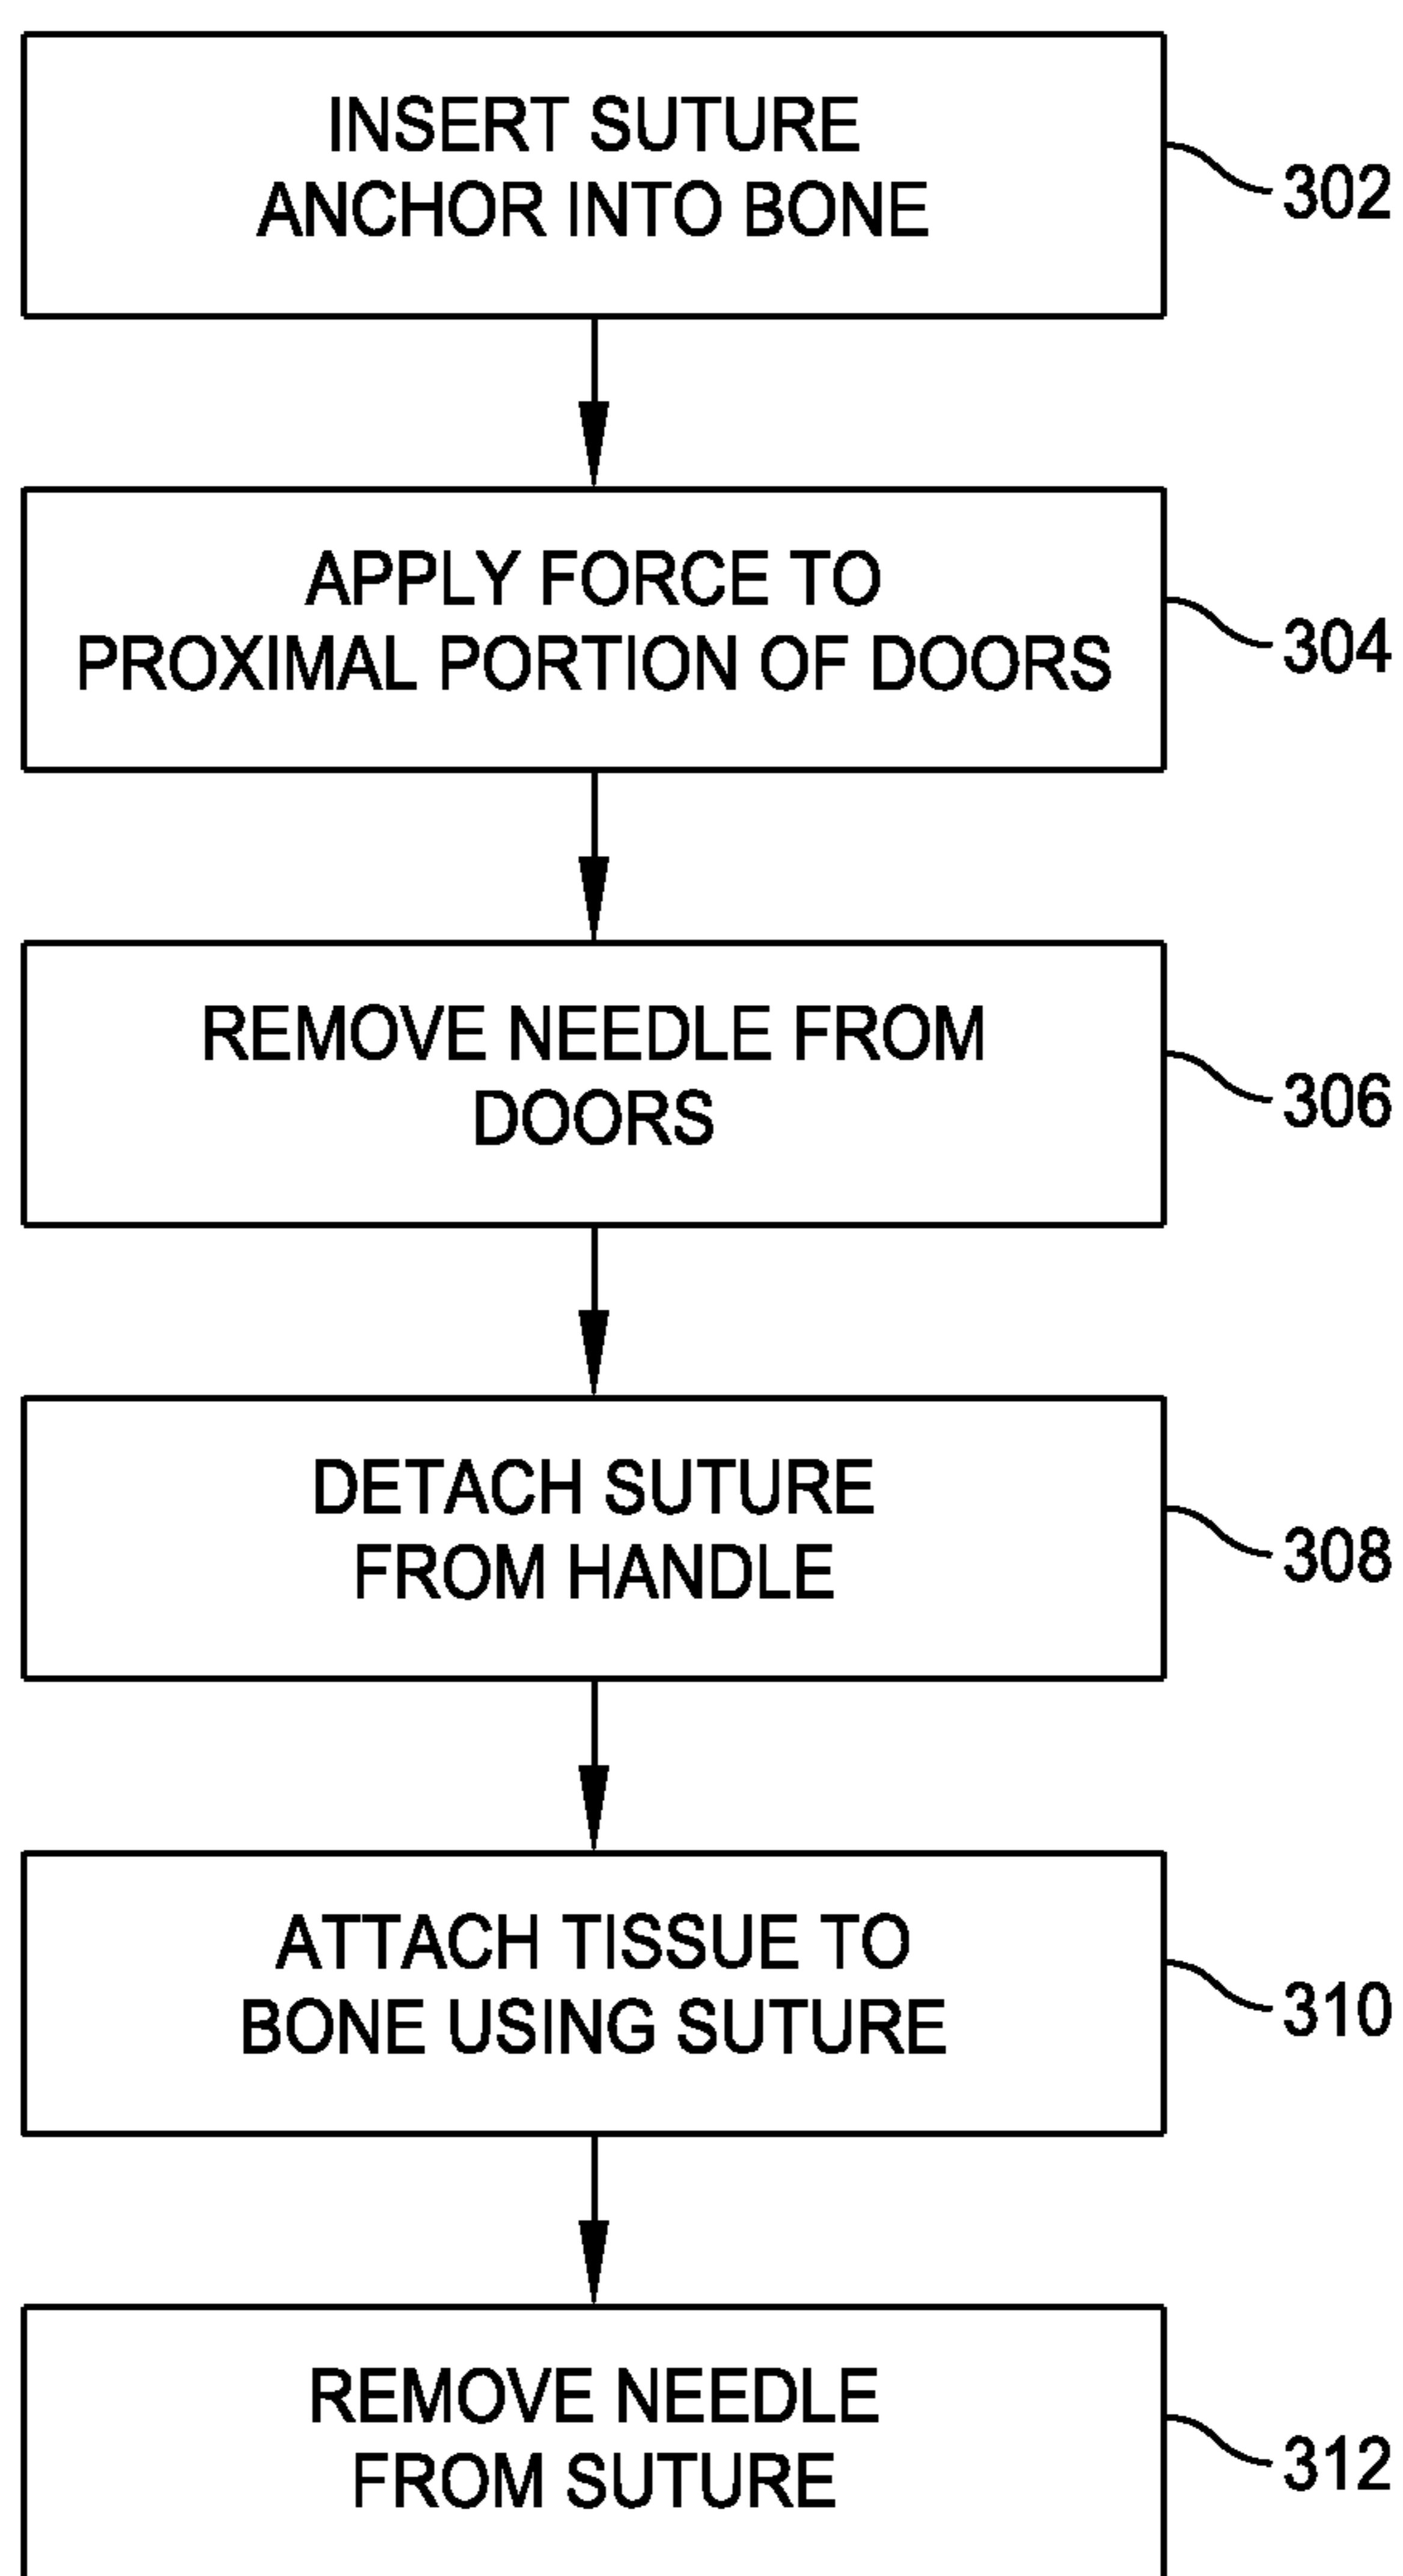 INSERT SUTURE
ANCHOR INTO BONE
302
APPLY FORCE TO
PROXIMAL PORTION OF DOORS
304
REMOVE NEEDLE FROM
DOORS
306
DETACH SUTURE
FROM HANDLE
308
ATTACH TISSUE TO
BONE USING SUTURE
310
REMOVE NEEDLE
FROM SUTURE
312